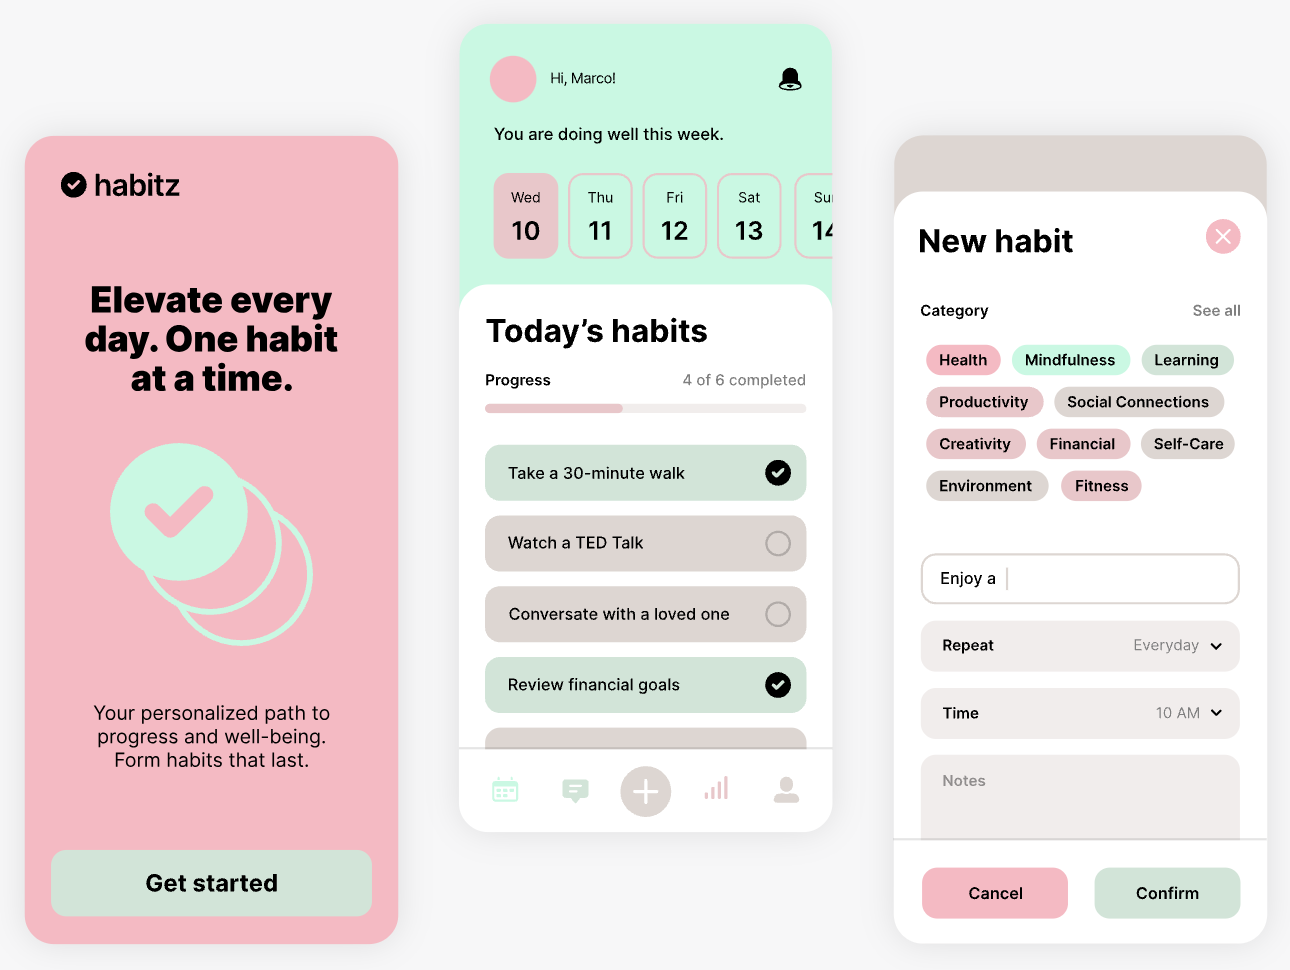 habitz
Elevate every
day. One habit
at a time.
Your personalized path to
progress and well-being.
Form habits that last.
Get started
Hi, Marco!
You are doing well this week.
Wed Thu Fri Sat Sun
10 11 12 13 14
Today’s habits
Progress 4 of 6 completed
Take a 30-minute walk
Watch a TED Talk
Conversate with a loved one
Review financial goals
New habit
Category See all
Health Mindfulness Learning
Productivity Social Connections
Creativity Financial Self-Care
Environment Fitness
Enjoy a
Repeat Everyday
Time 10 AM
Notes
Cancel Confirm